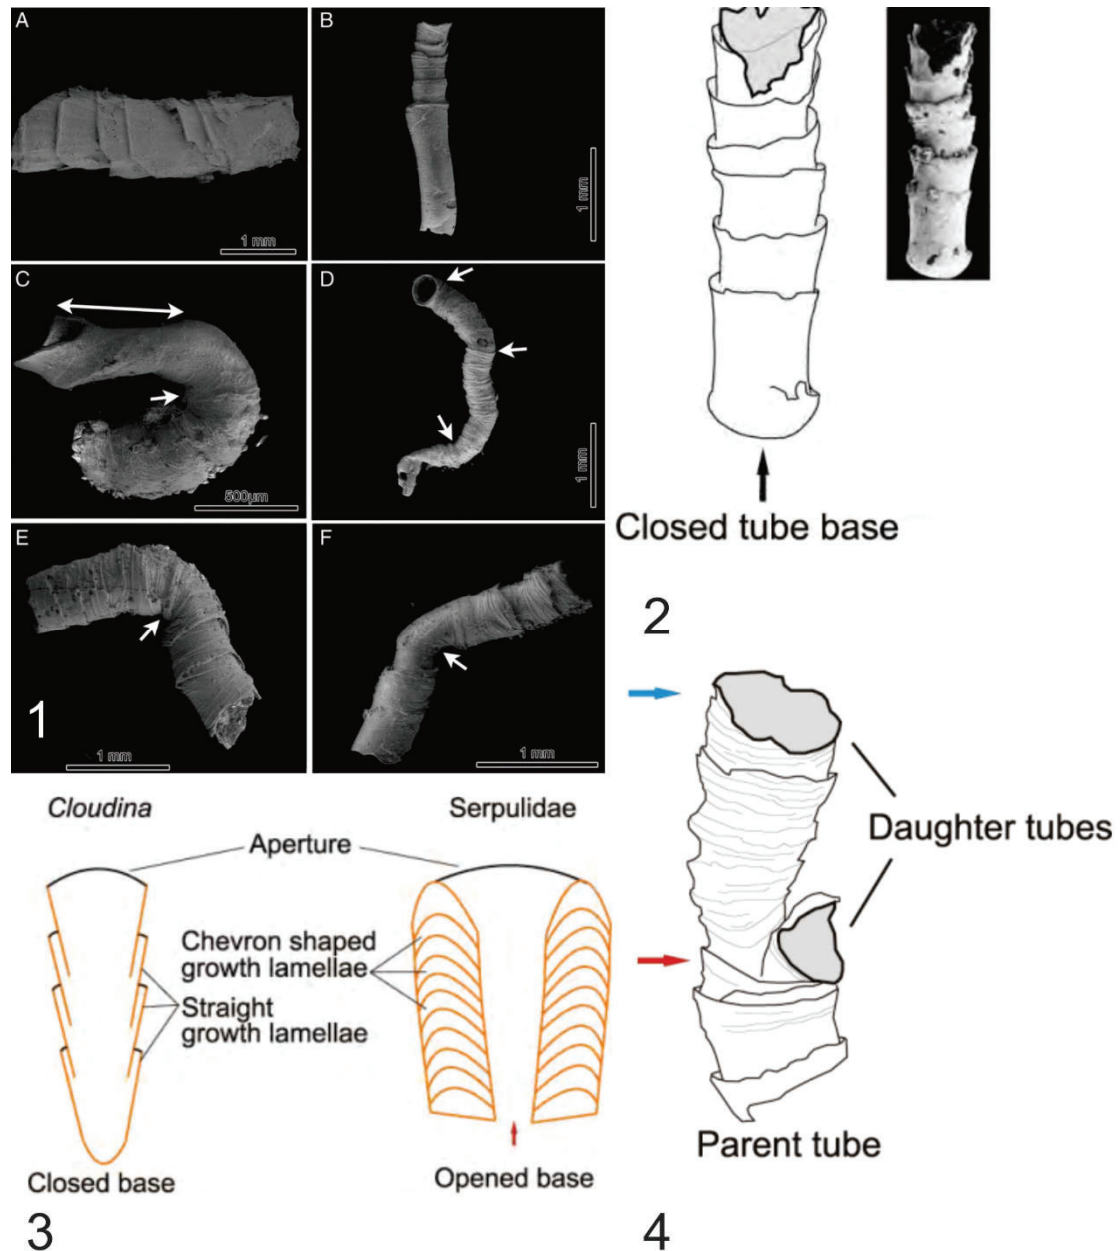 A
B
1 mm
1 mm
C
D
500µm
1 mm
E
F
1
1 mm
1 mm
Closed tube base
2
Cloudina
Serpulidae
Aperture
Chevron shaped
growth lamellae
Straight
growth lamellae
Closed base
Opened base
3
Daughter tubes
Parent tube
4